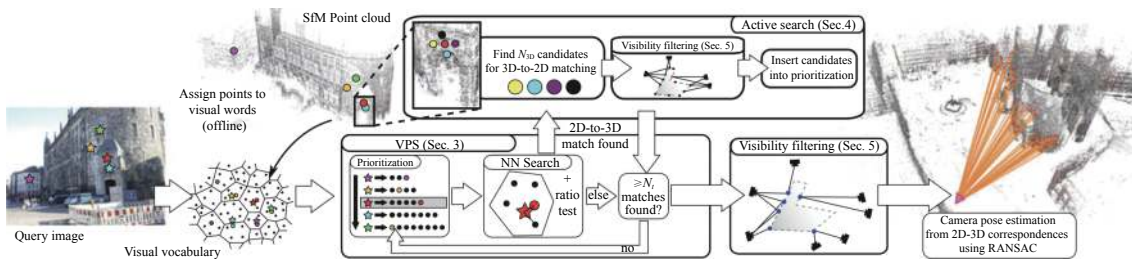 SfM Point cloud
Active search (Sec.4)
Find N3D candidates
for 3D-to-2D matching
Visibility filtering (Sec. 5)
Insert candidates
into prioritization
Assign points to
visual words
(offline)
2D-to-3D
match found
VPS (Sec. 3)
Prioritization
NN Search
+
ratio
test
else
⩾Nt
matches
found?
no
Visibility filtering (Sec. 5)
Query image
Visual vocabulary
Camera pose estimation
from 2D-3D correspondences
using RANSAC